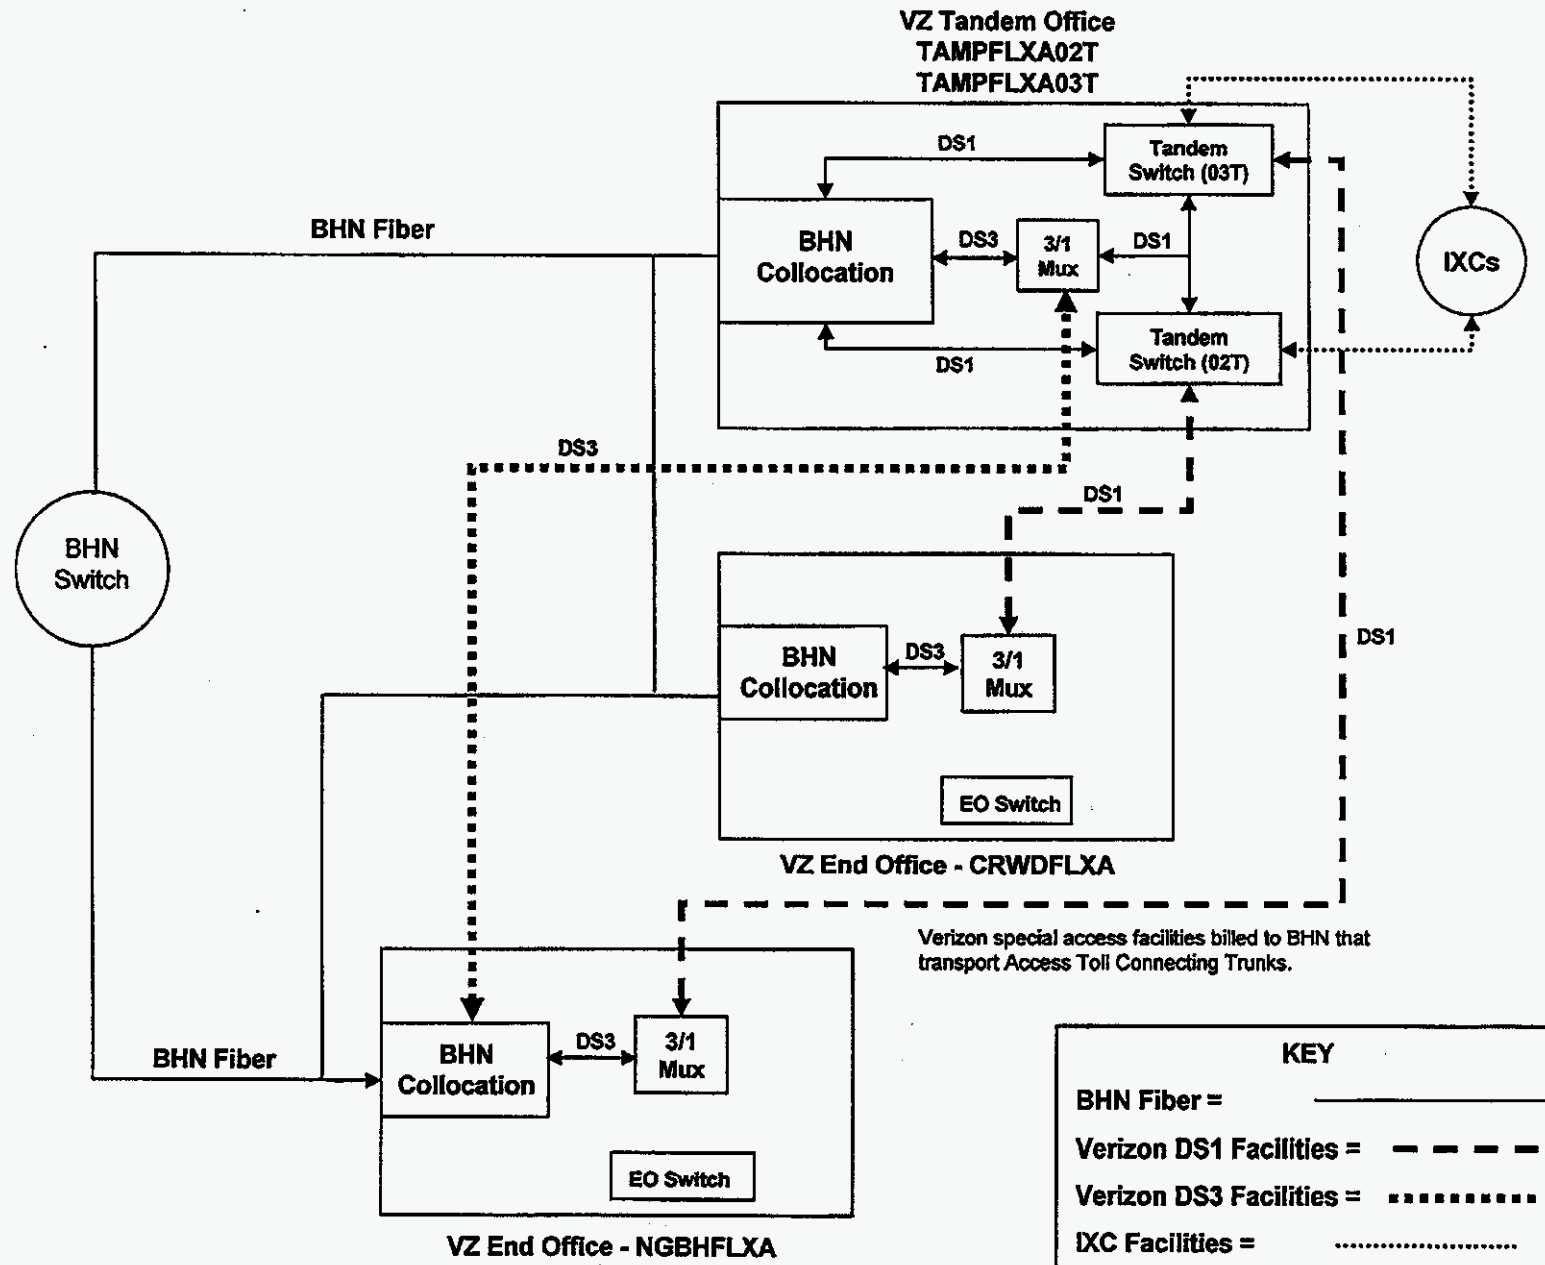 VZ Tandem Office
TAMPFLXA02T
TAMPFLXA03T
DS1
Tandem
Switch (03T)
BHN Fiber
BHN
Collocation
DS3
3/1
Mux
DS1
IXCs
DS1
Tandem
Switch (02T)
DS3
DS1
BHN
Switch
BHN
Collocation
DS3
3/1
Mux
DS1
EO Switch
VZ End Office - CRWDFLXA
Verizon special access facilities billed to BHN that
transport Access Toll Connecting Trunks.
BHN Fiber
BHN
Collocation
DS3
3/1
Mux
EO Switch
VZ End Office - NGBHFLXA
KEY
BHN Fiber =
Verizon DS1 Facilities =
Verizon DS3 Facilities =
IXC Facilities =